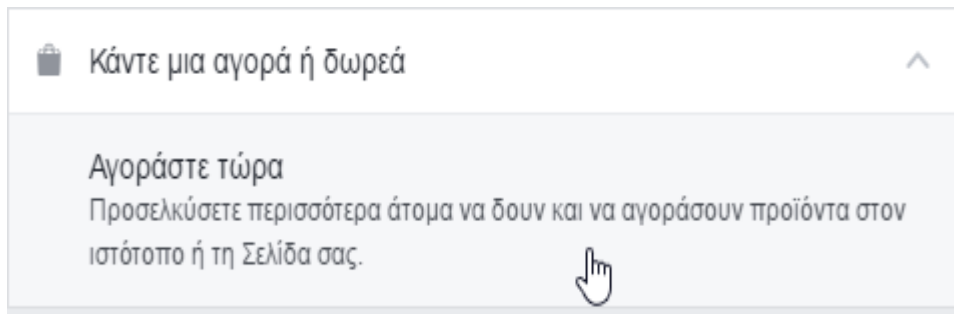 Κάντε μια αγορά ή δωρεά
Αγοράστε τώρα
Προσελκύσετε περισσότερα άτομα να δουν και να αγοράσουν προϊόντα στον
ιστότοπο ή τη Σελίδα σας.